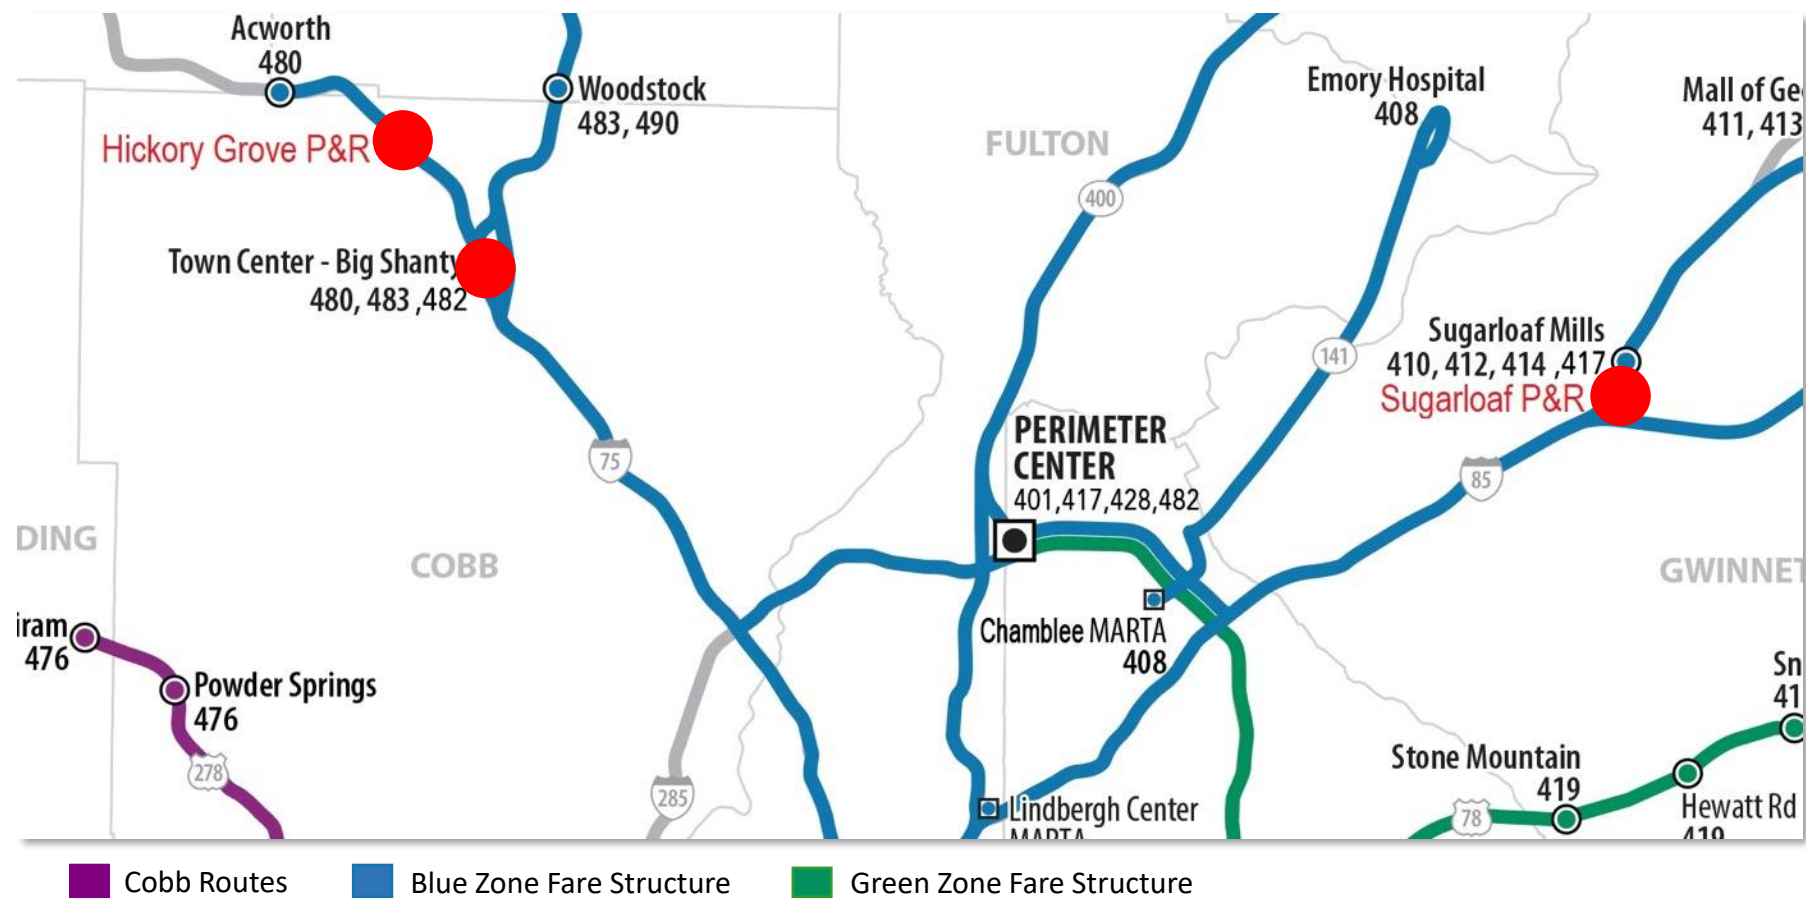 Acworth
480
Woodstock
483, 490
Hickory Grove P&R
Town Center - Big Shanty
480, 483 ,482
FULTON
400
Emory Hospital
408
Mall of Ge
411, 413
141
Sugarloaf Mills
410, 412, 414 ,417
Sugarloaf P&R
75
PERIMETER
CENTER
401,417,428,482
85
DING
COBB
GWINNET
iram
476
Powder Springs
476
278
Chamblee MARTA
408
285
Lindbergh Center
MARTA
Stone Mountain
419
78
Sn
41
Hewatt Rd
419
Cobb Routes
Blue Zone Fare Structure
Green Zone Fare Structure